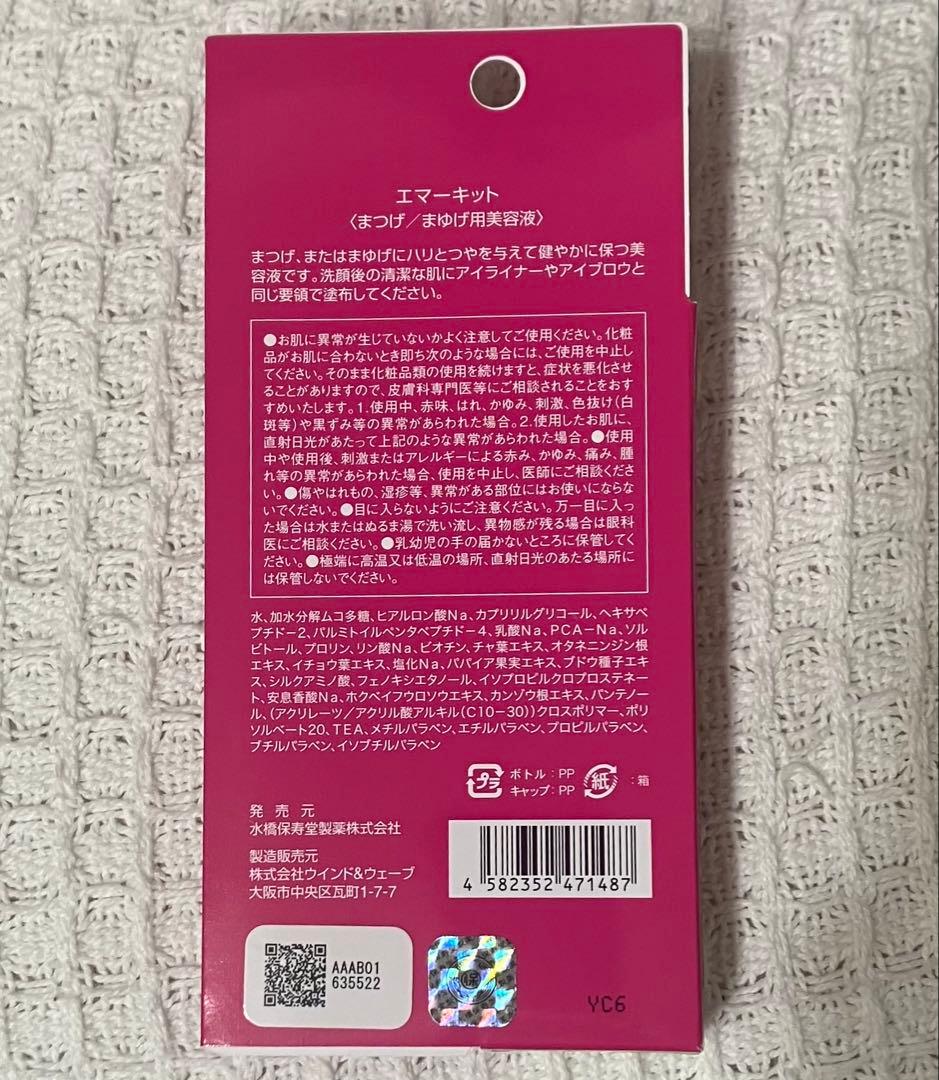 エマーキット
〈まつげ／まゆげ用美容液〉
まつげ、またはまゆげにハリとつやを与えて健やかに保つ美
容液です。洗顔後の清潔な肌にアイライナーやアイブロウと
同じ要領で塗布してください。
●お肌に異常が生じていないかよく注意してご使用ください。化粧
品がお肌に合わないとき即ち次のような場合には、ご使用を中止し
てください。そのまま化粧品類の使用を続けますと、症状を悪化させ
ることがありますので、皮膚科専門医等にご相談されることをおす
すめいたします。1.使用中、赤味、はれ、かゆみ、刺激、色抜け（白
斑等）や黒ずみ等の異常があらわれた場合。2.使用したお肌に、
直射日光があたって上記のような異常があらわれた場合。●使用
中や使用後、刺激またはアレルギーによる赤み、かゆみ、痛み、腫
れ等の異常があらわれた場合、使用を中止し、医師にご相談くださ
い。●傷やはれもの、湿疹等、異常がある部位にはお使いにならな
いでください。●目に入らないようにご注意ください。万一目に入っ
た場合は水またはぬるま湯で洗い流し、異物感が残る場合は眼科
医にご相談ください。●乳幼児の手の届かないところに保管してく
ださい。●極端に高温又は低温の場所、直射日光のあたる場所に
は保管しないでください。
水、加水分解ムコ多糖、ヒアルロン酸Na、カプリリルグリコール、ヘキサペ
プチド－2、パルミトイルペンタペプチド－4、乳酸Na、PCA－Na、ソル
ビトール、プロリン、リン酸Na、ビオチン、チャ葉エキス、オタネニンジン根
エキス、イチョウ葉エキス、塩化Na、パパイア果実エキス、ブドウ種子エキ
ス、シルクアミノ酸、フェノキシエタノール、イソプロピルクロプロステネー
ト、安息香酸Na、ホクベイフウロソウエキス、カンゾウ根エキス、パンテノー
ル、（アクリレーツ／アクリル酸アルキル（C10－30））クロスポリマー、ポリ
ソルベート20、TEA、メチルパラベン、エチルパラベン、プロピルパラベン、
ブチルパラベン、イソブチルパラベン
プラ ボトル：PP 紙：箱
キャップ：PP
発売元
水橋保寿堂製薬株式会社
製造販売元
株式会社ウインド&ウェーブ
大阪市中央区瓦町1-7-7
4 582352 471487
AAAB01
635522
保
YC6